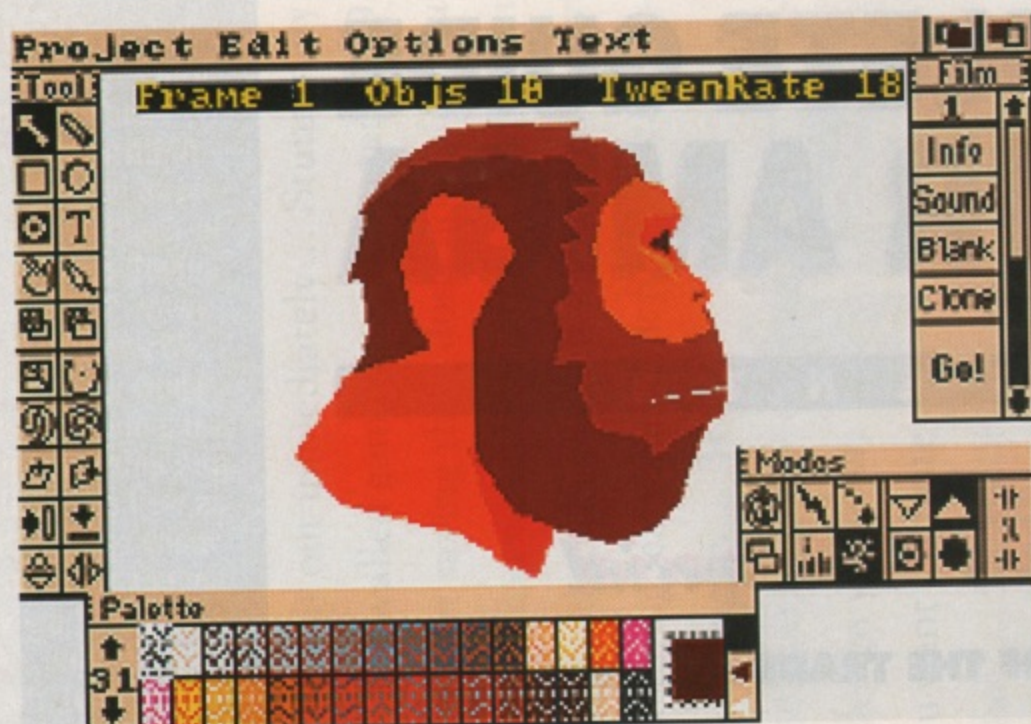 Project Edit Options Text
Tool
Frame 1 Objs 10 TweenRate 18
Film
1
Info
Sound
Blank
Clone
Go!
T
Modes
Palette
31